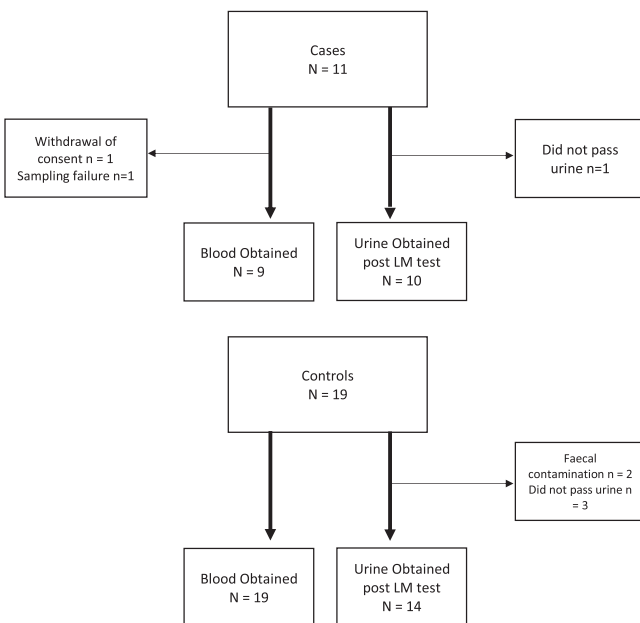 Cases
N = 11
Withdrawal of
consent n = 1
Sampling failure n=1
Did not pass
urine n=1
Blood Obtained
N = 9
Urine Obtained
post LM test
N = 10
Controls
N = 19
Faecal
contamination n = 2
Did not pass urine n
= 3
Blood Obtained
N = 19
Urine Obtained
post LM test
N = 14